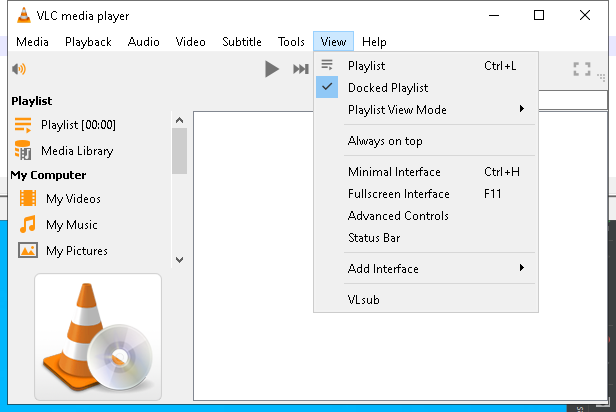 VLC media player
Media Playback Audio Video Subtitle Tools View Help
Playlist
Playlist [00:00]
Media Library
My Computer
My Videos
My Music
My Pictures
Playlist Ctrl+L
Docked Playlist
Playlist View Mode
Always on top
Minimal Interface Ctrl+H
Fullscreen Interface F11
Advanced Controls
Status Bar
Add Interface
VLsub